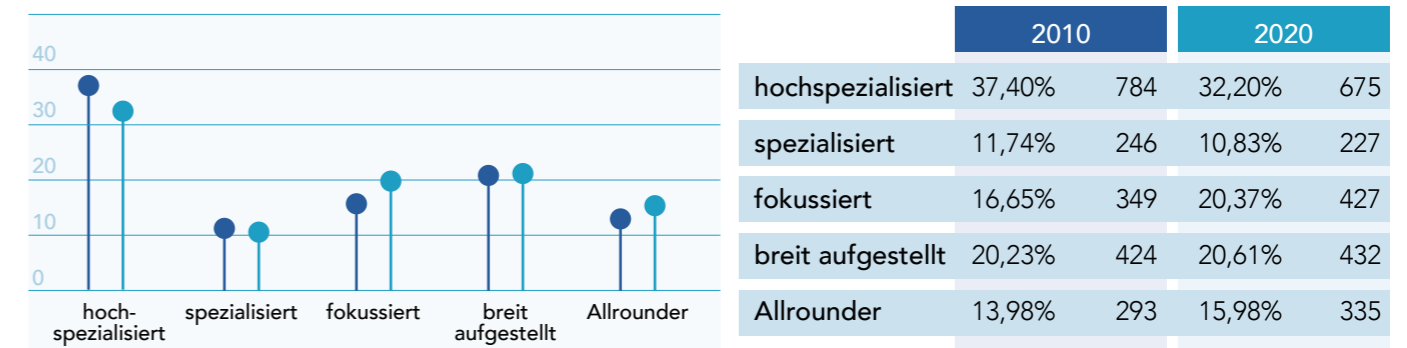 40
30
20
10
0
hoch-
spezialisiert
spezialisiert
fokussiert
breit
aufgestellt
Allrounder
2010 2020
hochspezialisiert 37,40% 784 32,20% 675
spezialisiert 11,74% 246 10,83% 227
fokussiert 16,65% 349 20,37% 427
breit aufgestellt 20,23% 424 20,61% 432
Allrounder 13,98% 293 15,98% 335